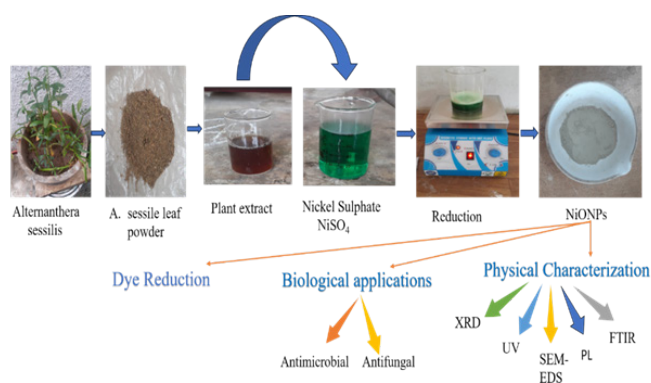 Alternanthera
sessilis
A. sessile leaf
powder
Plant extract
Nickel Sulphate
NiSO₄
Reduction
NiONPs
Dye Reduction
Biological applications
Physical Characterization
Antimicrobial
Antifungal
XRD
UV
SEM-
EDS
PL
FTIR